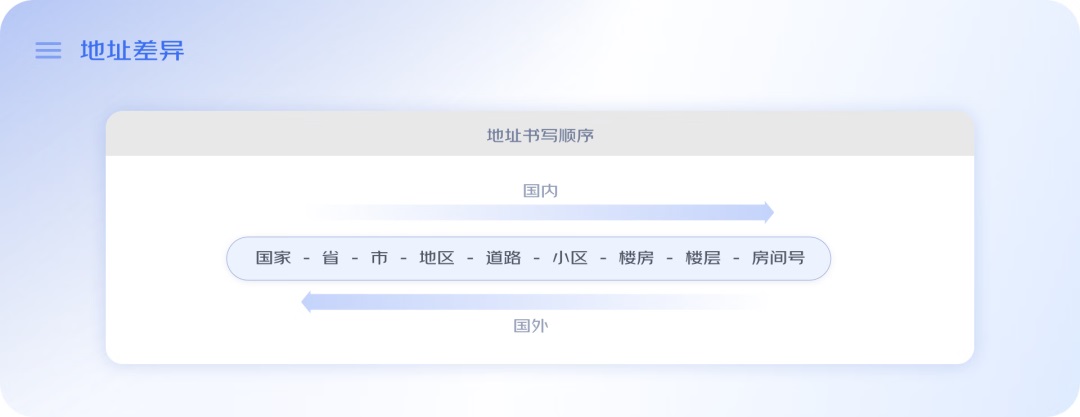 地址差异
地址书写顺序
国内
国家 - 省 - 市 - 地区 - 道路 - 小区 - 楼房 - 楼层 - 房间号
国外